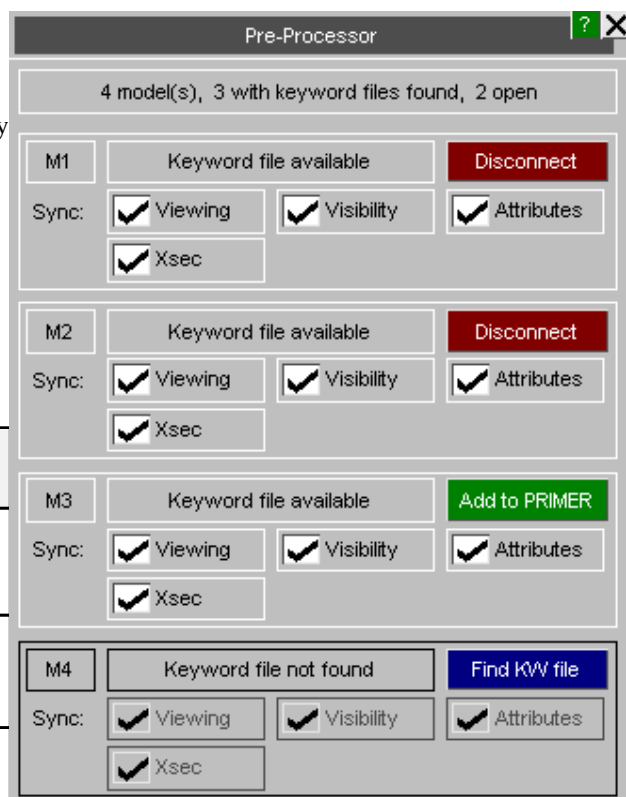 Pre-Processor ? X
4 model(s), 3 with keyword files found, 2 open
y
M1 Keyword file available Disconnect
Sync: Viewing Visibility Attributes
Xsec
M2 Keyword file available Disconnect
Sync: Viewing Visibility Attributes
Xsec
M3 Keyword file available Add to PRIMER
Sync: Viewing Visibility Attributes
Xsec
M4 Keyword file not found Find KW file
Sync: Viewing Visibility Attributes
Xsec